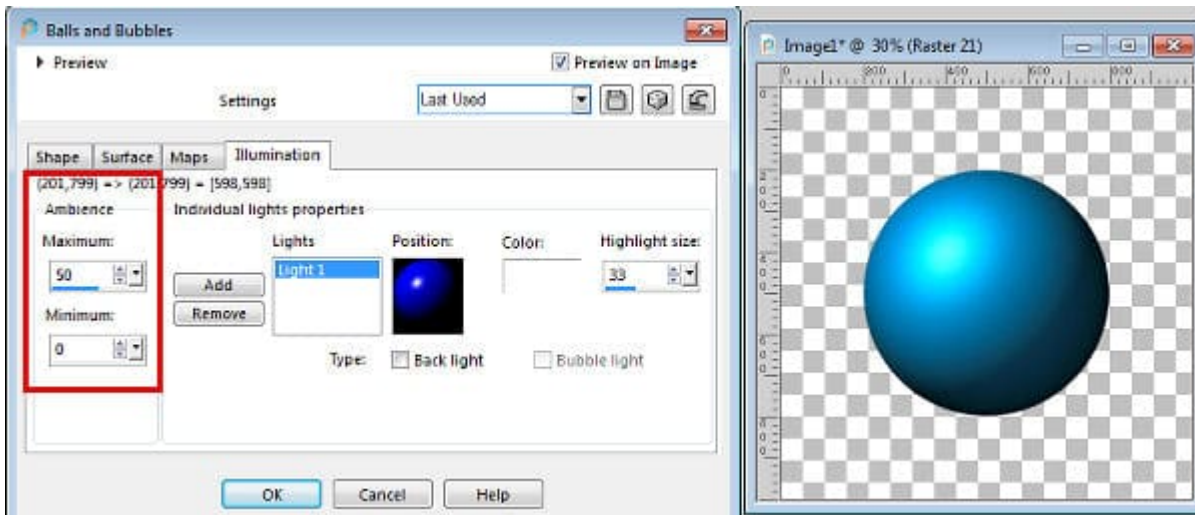 Balls and Bubbles
Preview
Preview on Image
Settings
Last Used
Shape Surface Maps Illumination
(201,799) => (201,799) = [598,598]
Ambience
Individual lights properties
Maximum:
Lights
Position:
Color:
Highlight size:
50
Light 1
33
Add
Minimum:
Remove
0
Type:
Back light
Bubble light
OK
Cancel
Help
Image1* @ 30% (Raster 21)